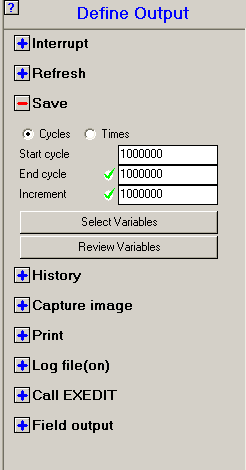 ?
Define Output
Interrupt
Refresh
Save
Cycles Times
Start cycle 1000000
End cycle 1000000
Increment 1000000
Select Variables
Review Variables
History
Capture image
Print
Log file(on)
Call EXEDIT
Field output